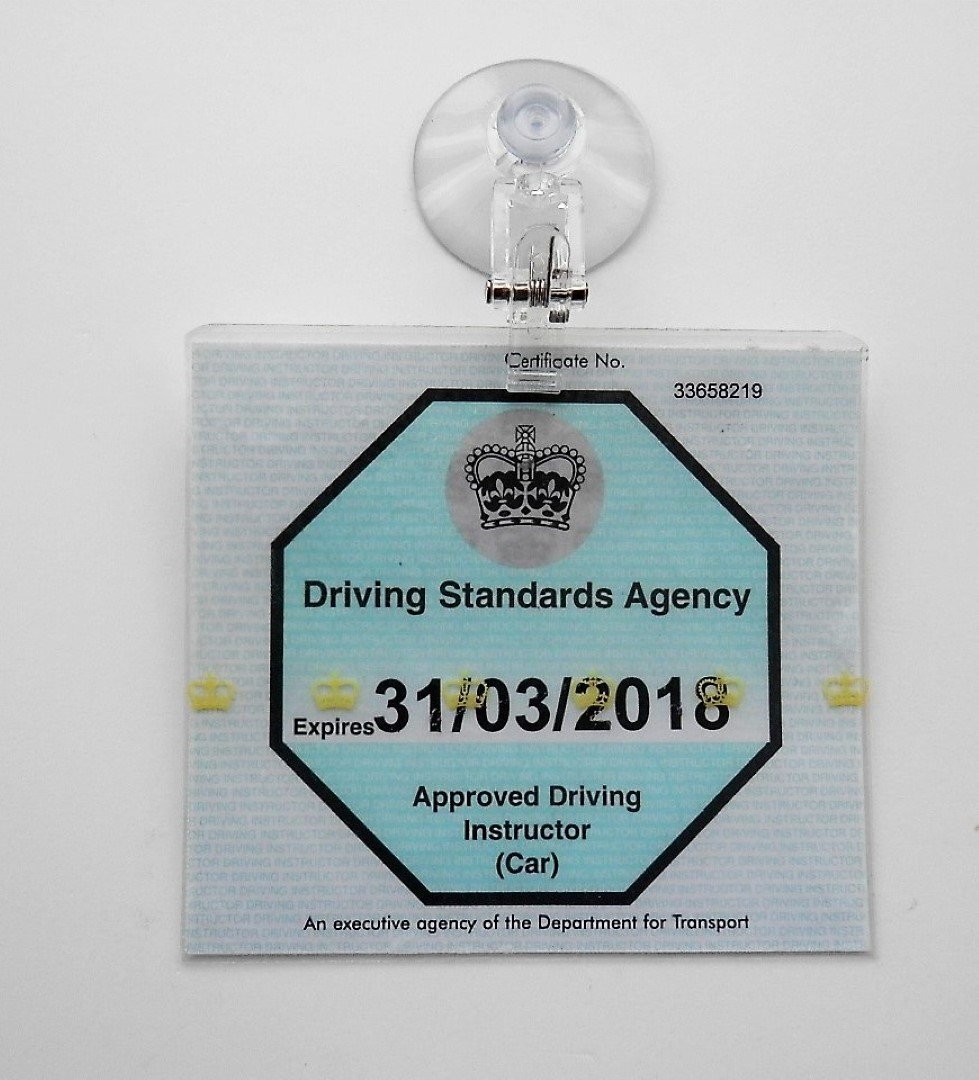 Certificate No.
33658219
Driving Standards Agency
Expires 31/03/2018
Approved Driving
Instructor
(Car)
An executive agency of the Department for Transport